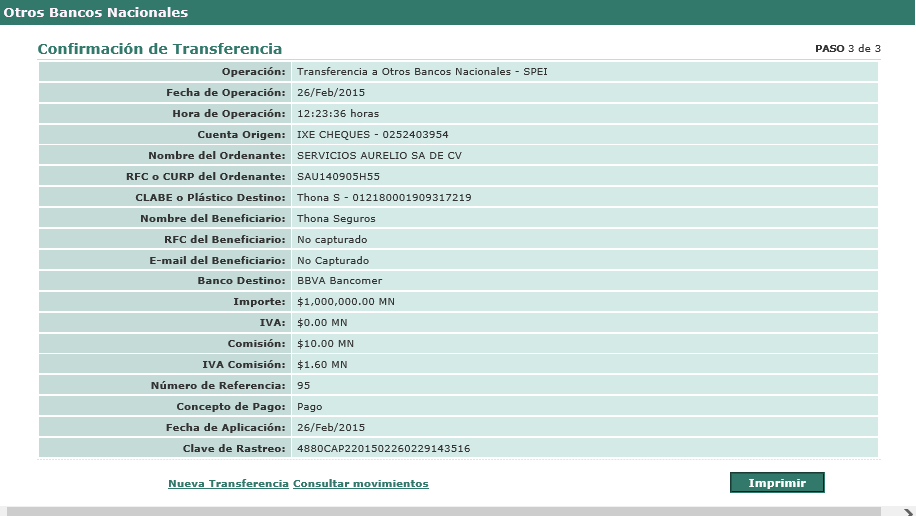 Otros Bancos Nacionales
Confirmación de Transferencia PASO 3 de 3
Operación: Transferencia a Otros Bancos Nacionales - SPEI
Fecha de Operación: 26/Feb/2015
Hora de Operación: 12:23:36 horas
Cuenta Origen: IXE CHEQUES - 0252403954
Nombre del Ordenante: SERVICIOS AURELIO SA DE CV
RFC o CURP del Ordenante: SAU140905H55
CLABE o Plástico Destino: Thona S - 012180001909317219
Nombre del Beneficiario: Thona Seguros
RFC del Beneficiario: No capturado
E-mail del Beneficiario: No Capturado
Banco Destino: BBVA Bancomer
Importe: $1,000,000.00 MN
IVA: $0.00 MN
Comisión: $10.00 MN
IVA Comisión: $1.60 MN
Número de Referencia: 95
Concepto de Pago: Pago
Fecha de Aplicación: 26/Feb/2015
Clave de Rastreo: 4880CAP2201502260229143516
Nueva Transferencia Consultar movimientos Imprimir